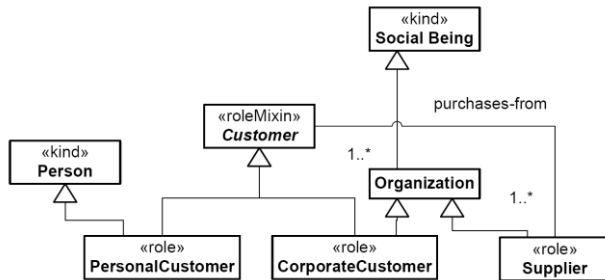 «kind»
Social Being
purchases-from
«roleMixin»
Customer
«kind»
Person
1..*
Organization
1..*
«role»
PersonalCustomer
«role»
CorporateCustomer
«role»
Supplier